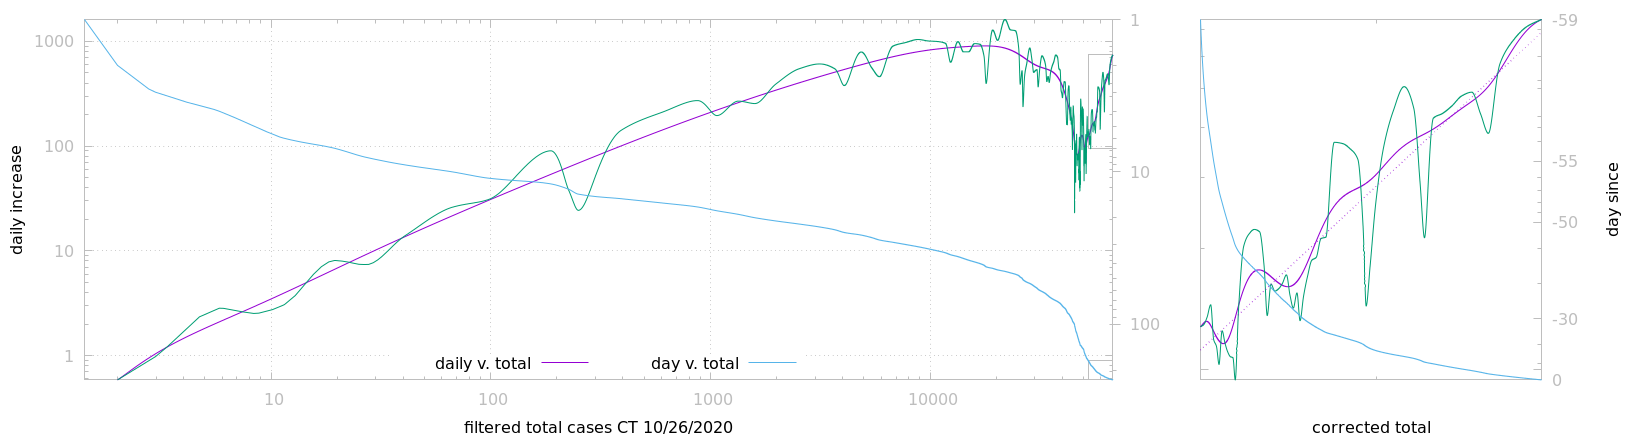 1000
100
10
1
daily increase
10
100
1000
10000
filtered total cases CT 10/26/2020
daily v. total
day v. total
1
10
100
-59
-55
-50
-30
0
day since
corrected total